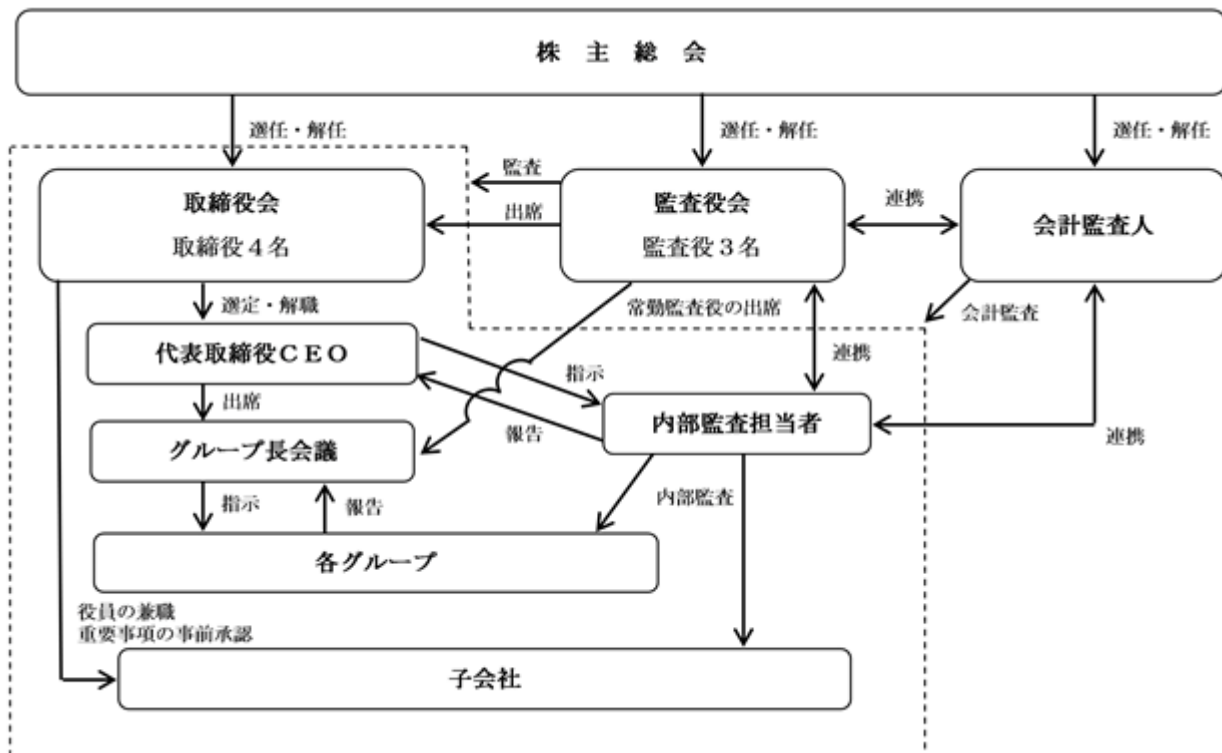 株 主 総 会
選任・解任
選任・解任
選任・解任
取締役会
取締役4名
監査
出席
監査役会
監査役3名
連携
会計監査人
選定・解職
常勤監査役の出席
会計監査
代表取締役CEO
指示
連携
出席
報告
内部監査担当者
連携
グループ長会議
指示
報告
内部監査
各グループ
役員の兼職
重要事項の事前承認
子会社